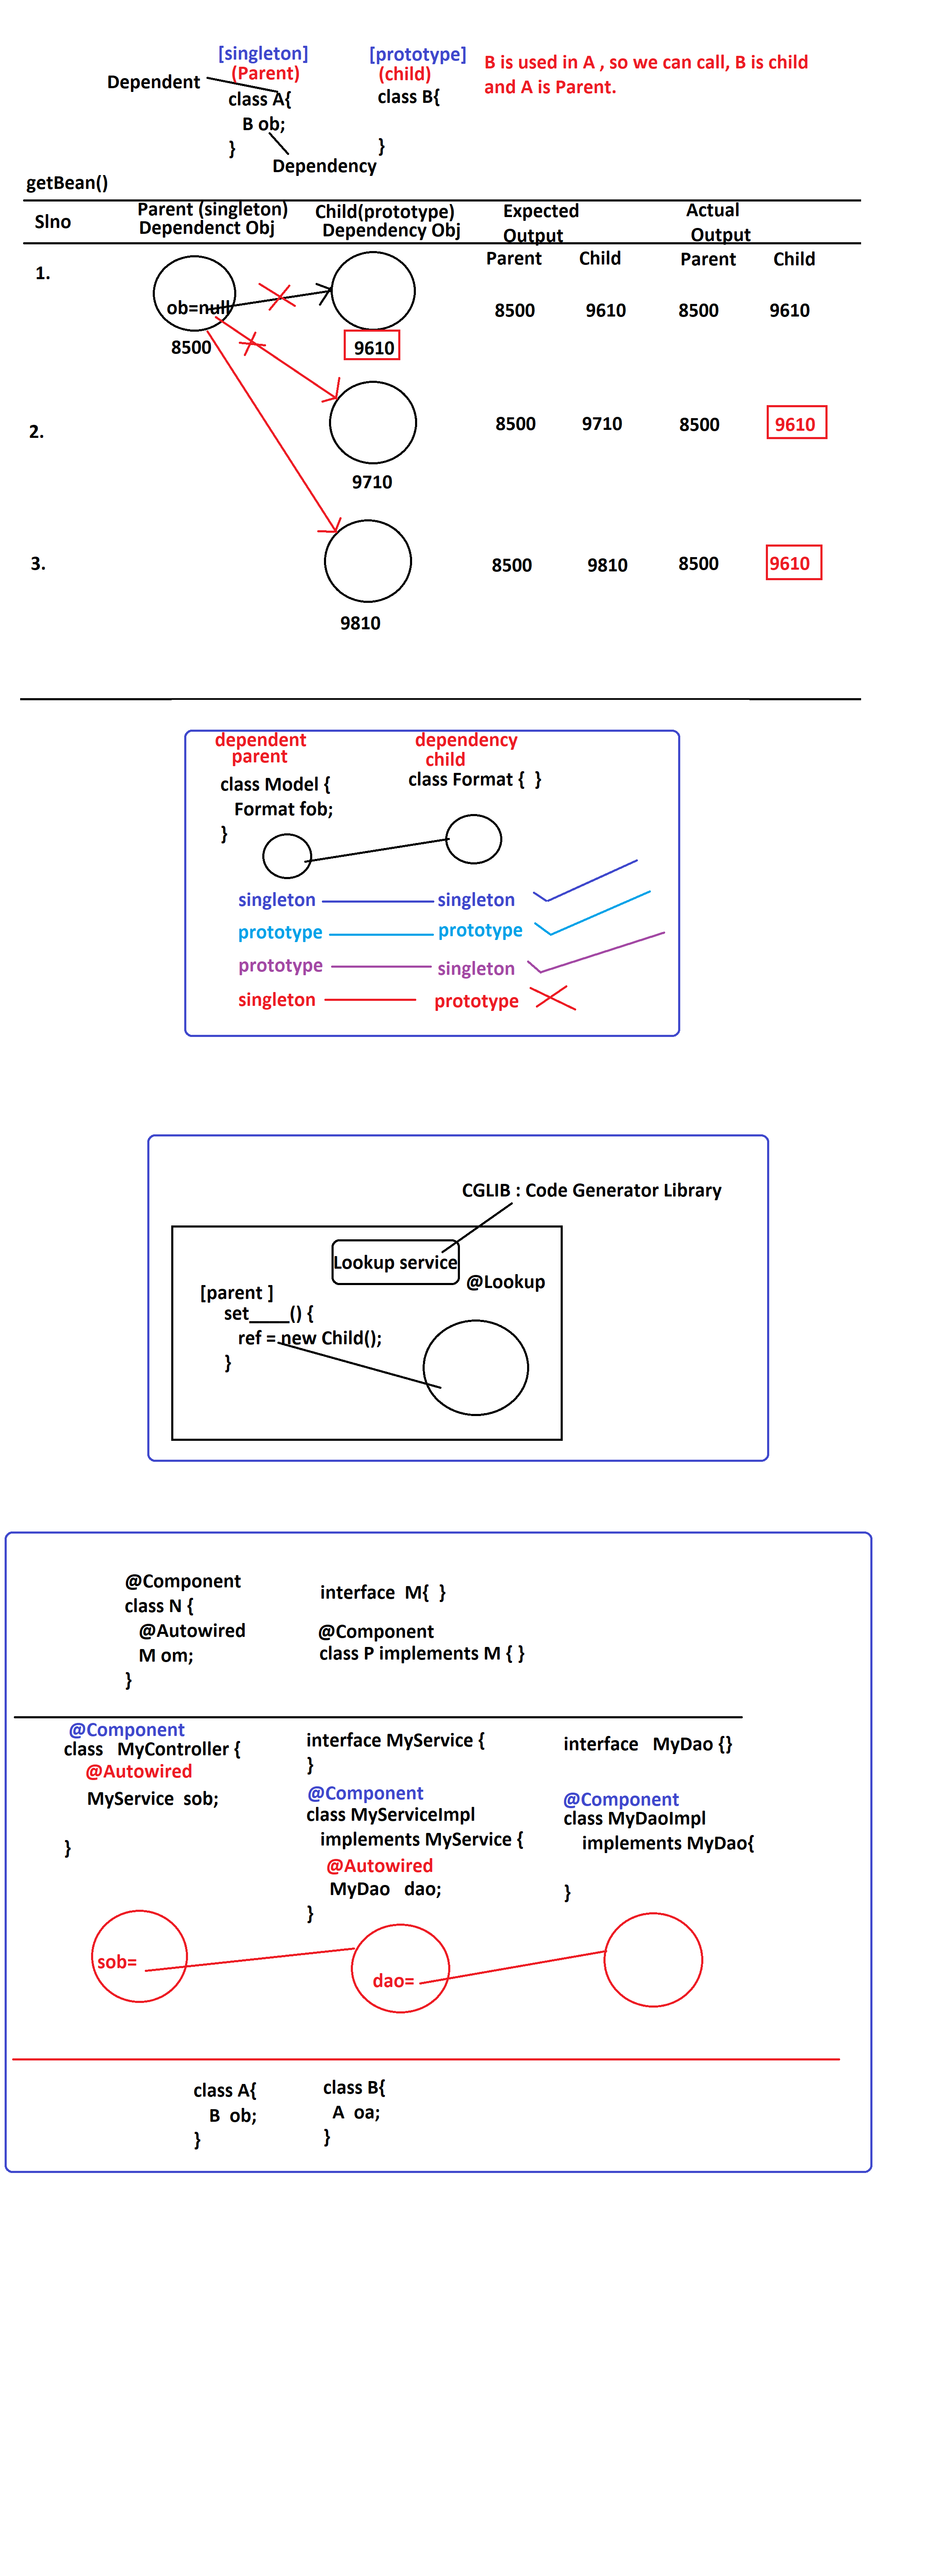 [singleton] [prototype]
(Parent) (child)
B is used in A , so we can call, B is child
and A is Parent.
Dependent
class A{ class B{
B ob;
} }
Dependency
getBean()
Slno Parent (singleton) Child(prototype) Expected Actual
Dependenct Obj Dependency Obj Output Output
Parent Child Parent Child
1.
ob=null 8500 9610 8500 9610
8500 9610
2. 8500 9710 8500 9610
9710
3. 8500 9810 8500 9610
9810
dependent dependency
parent child
class Model { class Format { }
Format fob;
}
singleton singleton
prototype prototype
prototype singleton
singleton prototype
CGLIB : Code Generator Library
Lookup service
@Lookup
[parent ]
set____() {
ref = new Child();
}
@Component
class N {
@Autowired
M om;
}
interface M{ }
@Component
class P implements M { }
@Component
class MyController {
@Autowired
MyService sob;
}
interface MyService {
}
@Component
class MyServiceImpl
implements MyService {
@Autowired
MyDao dao;
}
interface MyDao {}
@Component
class MyDaoImpl
implements MyDao{
}
sob=
dao=
class A{
B ob;
}
class B{
A oa;
}